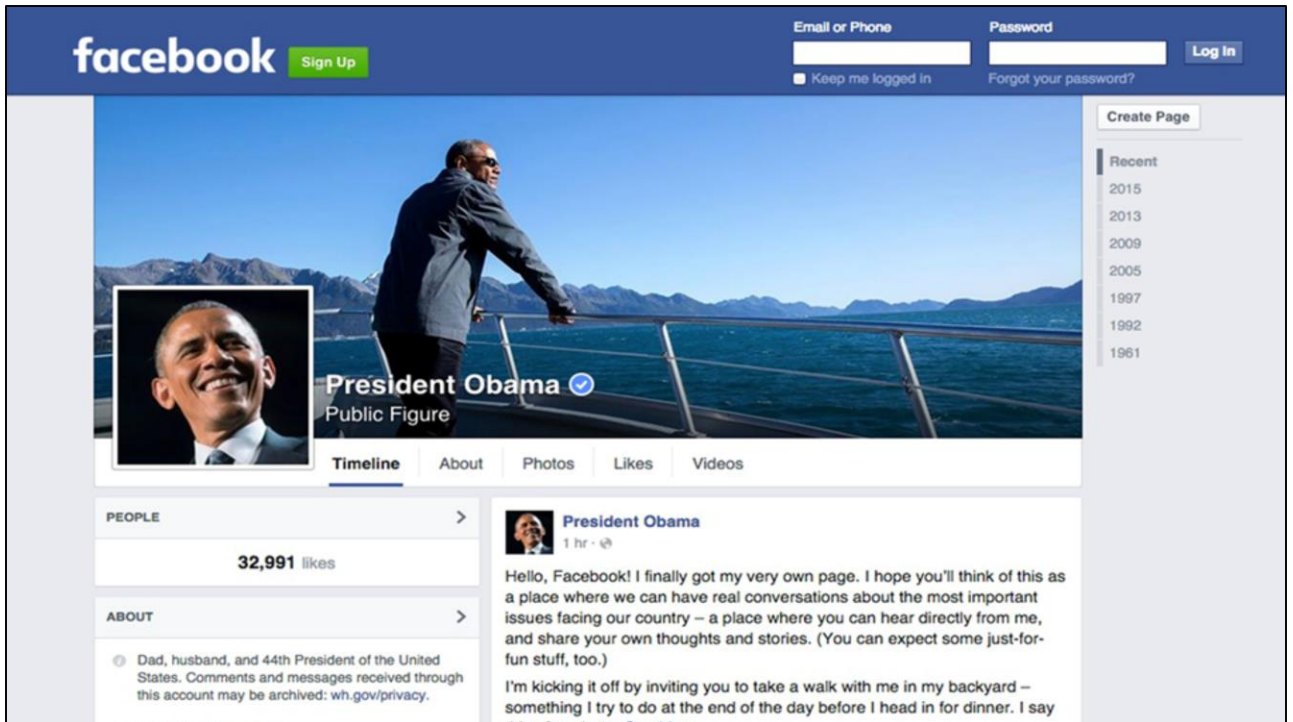 Email or Phone
Password
facebook
Sign Up
Log In
Keep me logged in
Forgot your password?
Create Page
Recent
2015
2013
2009
2005
1997
1992
1961
President Obama
Public Figure
Timeline
About
Photos
Likes
Videos
PEOPLE
32,991 likes
ABOUT
Dad, husband, and 44th President of the United
States. Comments and messages received through
this account may be archived: wh.gov/privacy.
President Obama
1 hr ·
Hello, Facebook! I finally got my very own page. I hope you'll think of this as
a place where we can have real conversations about the most important
issues facing our country – a place where you can hear directly from me,
and share your own thoughts and stories. (You can expect some just-for-
fun stuff, too.)
I'm kicking it off by inviting you to take a walk with me in my backyard –
something I try to do at the end of the day before I head in for dinner. I say